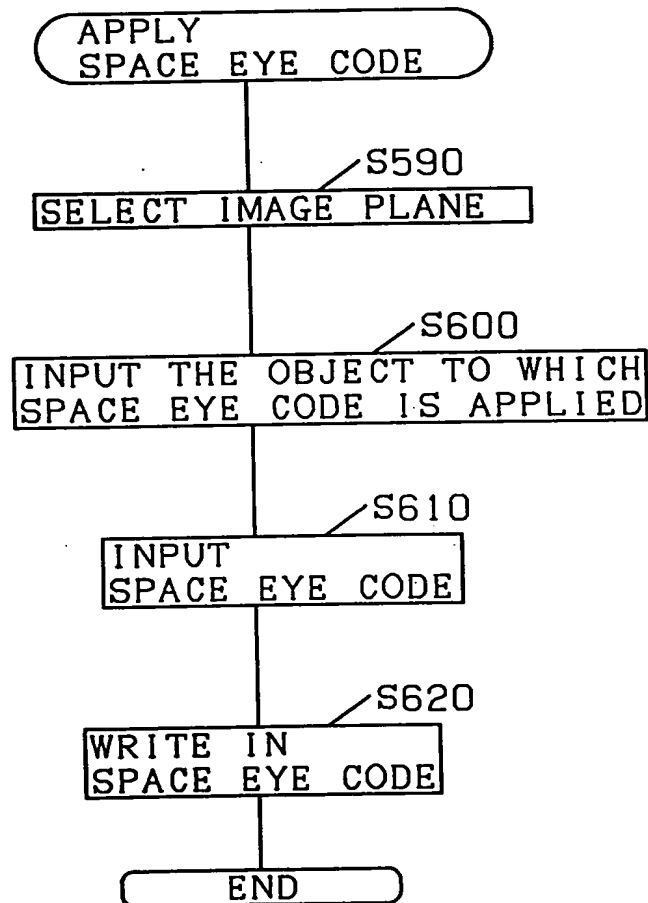 APPLY
SPACE EYE CODE
S590
SELECT IMAGE PLANE
S600
INPUT THE OBJECT TO WHICH
SPACE EYE CODE IS APPLIED
S610
INPUT
SPACE EYE CODE
S620
WRITE IN
SPACE EYE CODE
END